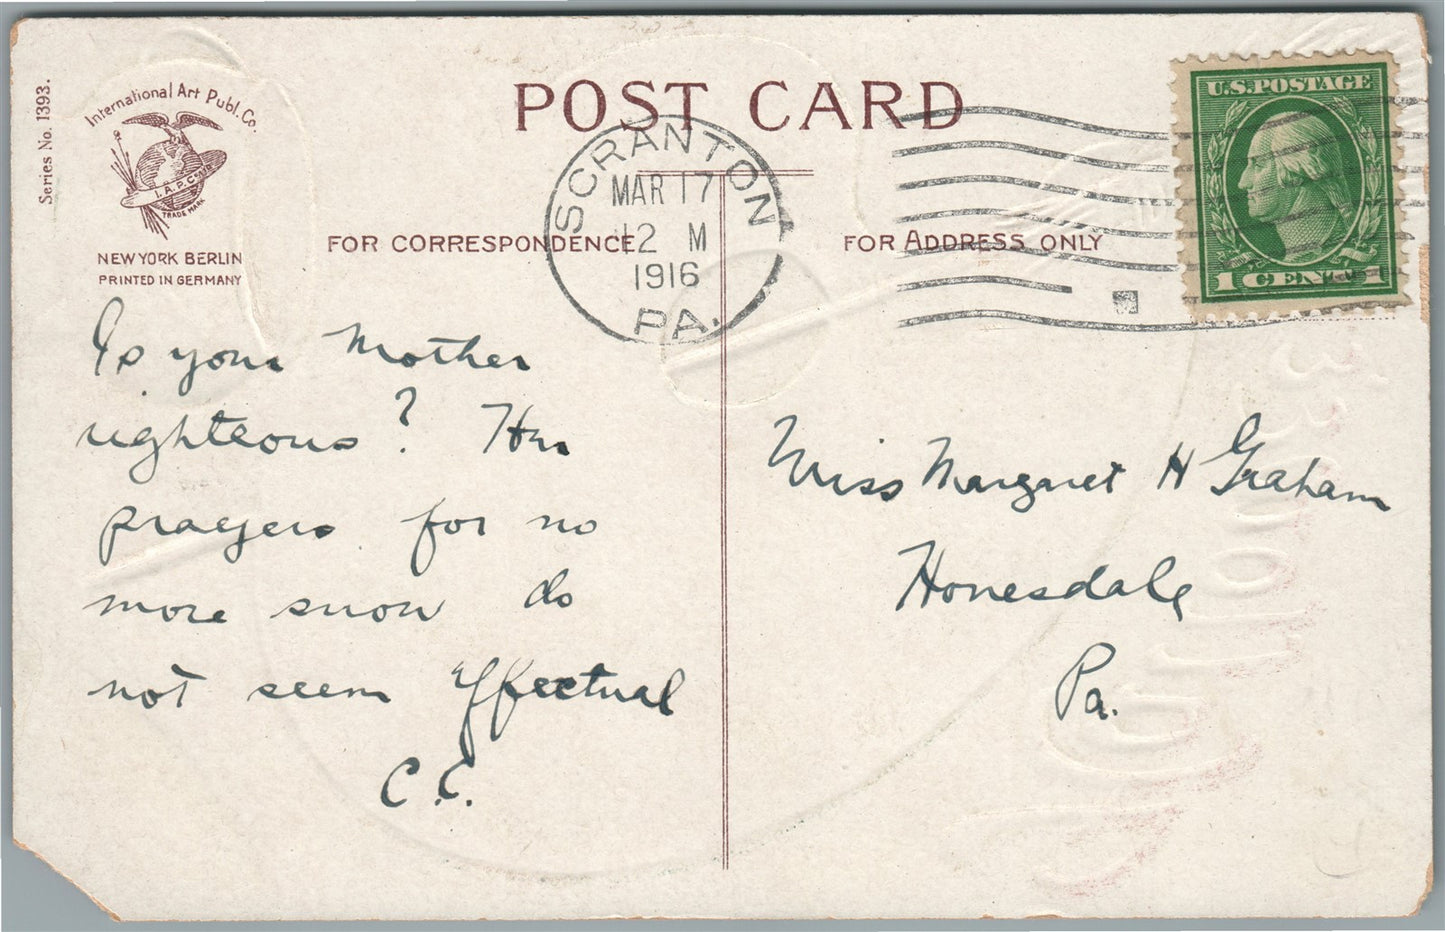 Series No. 1393.
International Art Publ. Co.
I.A.P. Co.
TRADE MARK
NEW YORK BERLIN
PRINTED IN GERMANY
POST CARD
FOR CORRESPONDENCE
FOR ADDRESS ONLY
SCRANTON
MAR 17
12 M
1916
PA.
U.S. POSTAGE
1 CENT 1
Is your Mother
righteous? Her
prayers for no
more snow do
not seem effectual
C.C.
Miss Margaret H Graham
Honesdale
Pa.